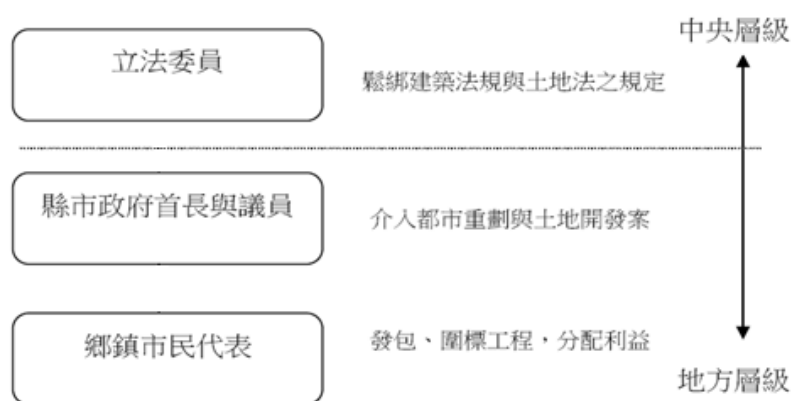 中央層級
立法委員
鬆綁建築法規與土地法之規定
縣市政府首長與議員
介入都市重劃與土地開發案
鄉鎮市民代表
發包、圍標工程，分配利益
地方層級